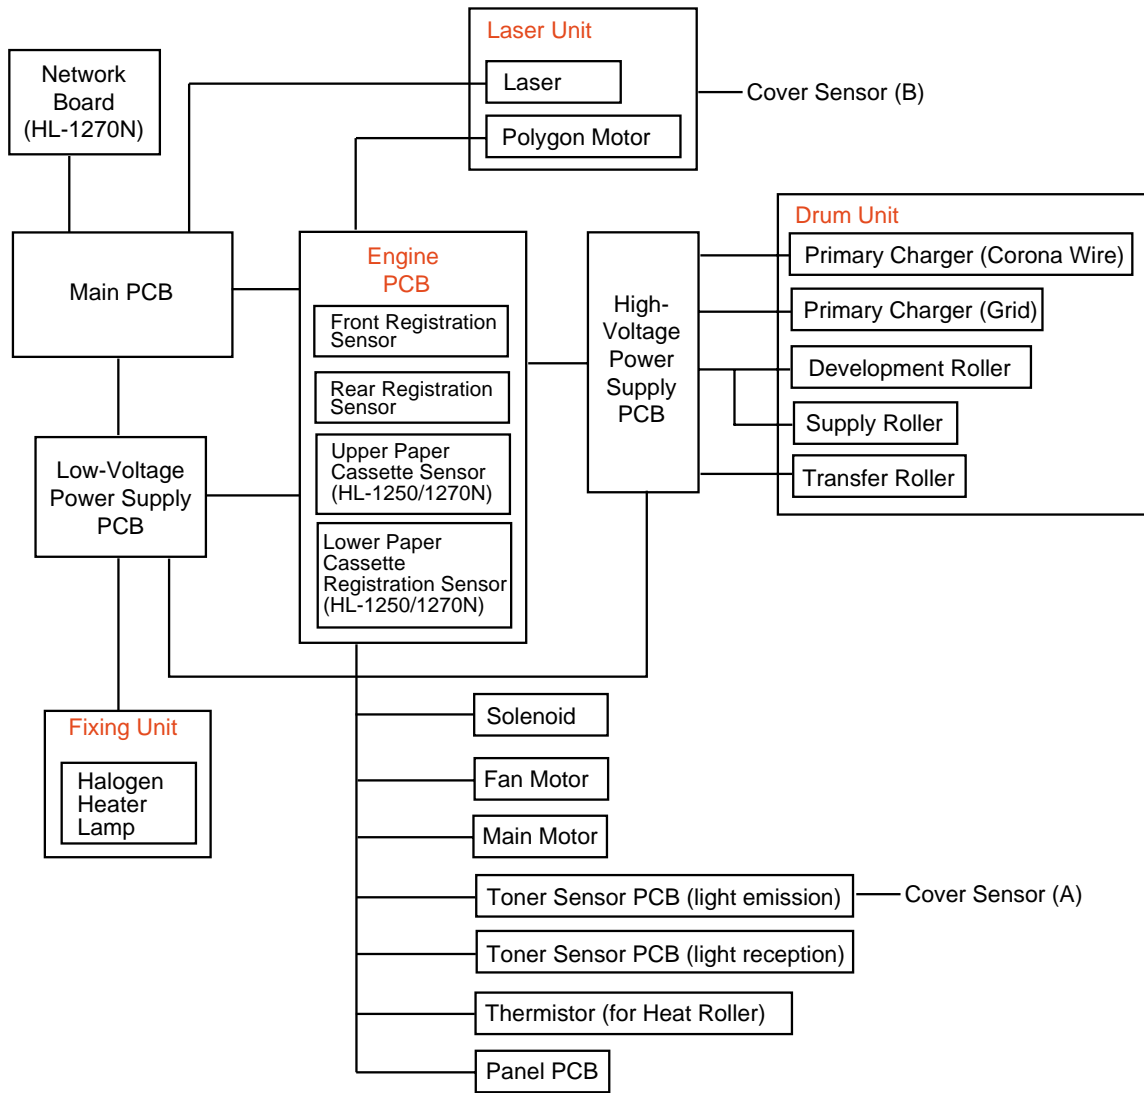 Laser Unit
Laser
Polygon Motor
Cover Sensor (B)
Network
Board
(HL-1270N)
Main PCB
Engine
PCB
Front Registration
Sensor
Rear Registration
Sensor
Upper Paper
Cassette Sensor
(HL-1250/1270N)
Lower Paper
Cassette
Registration Sensor
(HL-1250/1270N)
High-
Voltage
Power
Supply
PCB
Drum Unit
Primary Charger (Corona Wire)
Primary Charger (Grid)
Development Roller
Supply Roller
Transfer Roller
Low-Voltage
Power Supply
PCB
Fixing Unit
Halogen
Heater
Lamp
Solenoid
Fan Motor
Main Motor
Toner Sensor PCB (light emission)
Cover Sensor (A)
Toner Sensor PCB (light reception)
Thermistor (for Heat Roller)
Panel PCB